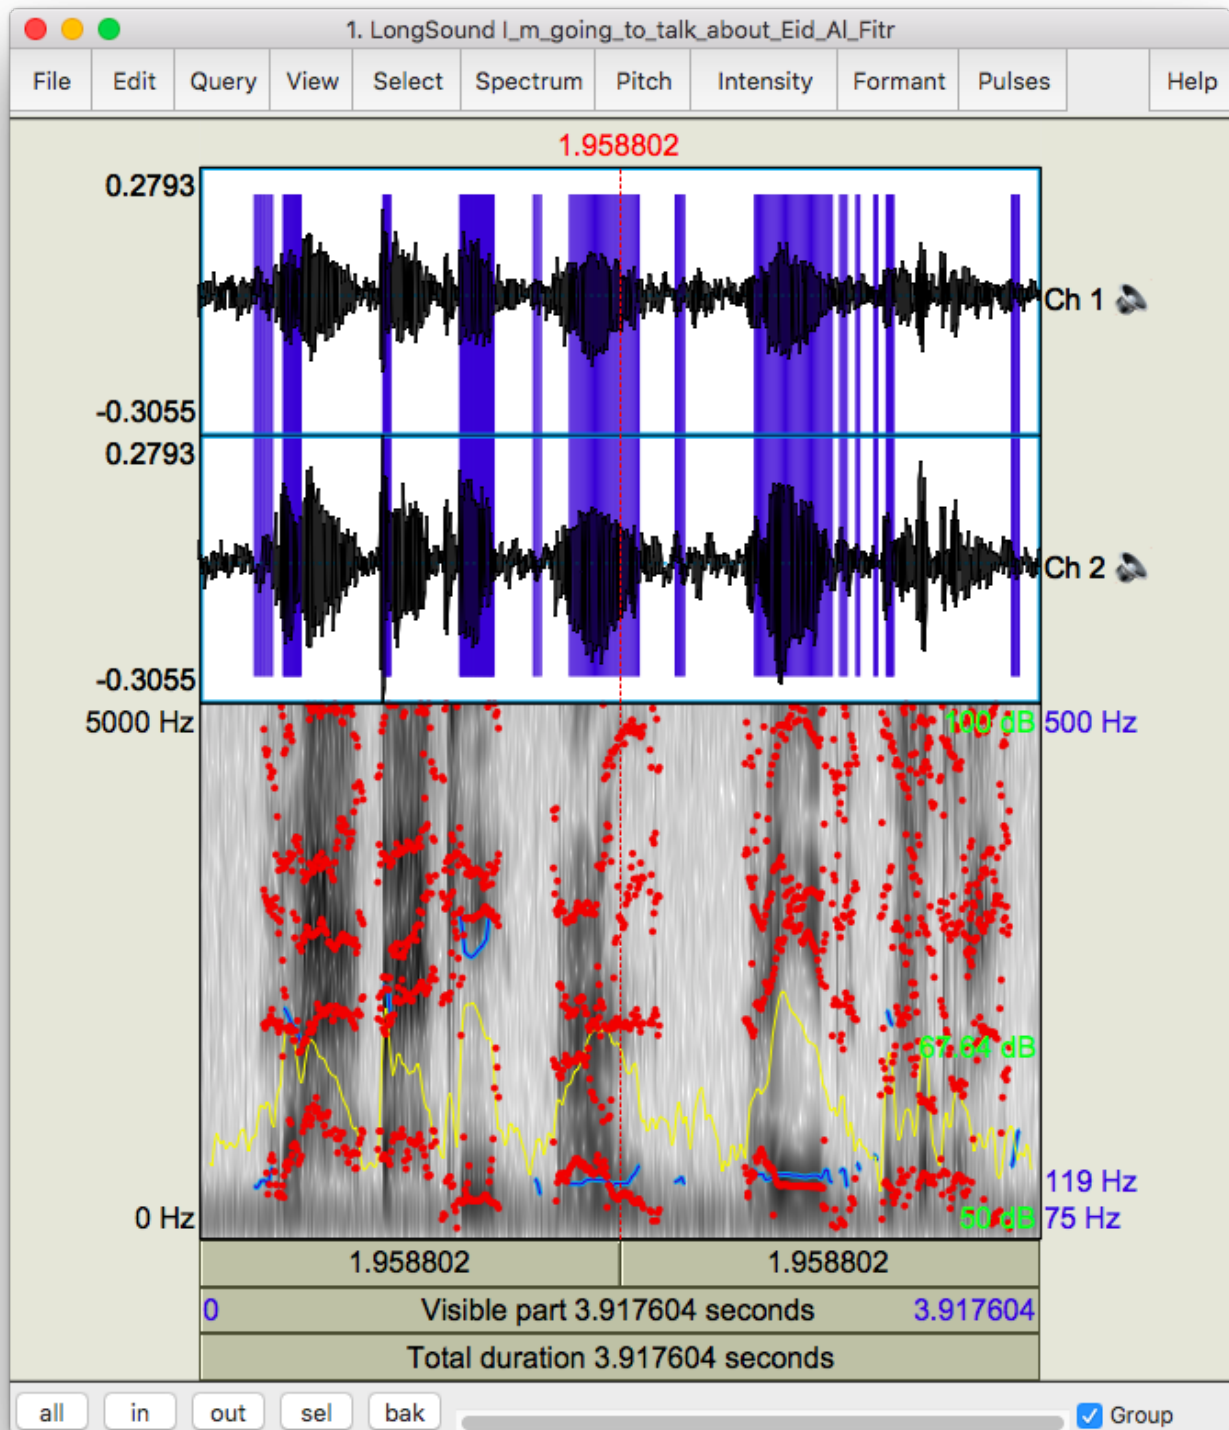 1. LongSound I_m_going_to_talk_about_Eid_Al_Fitr
File Edit Query View Select Spectrum Pitch Intensity Formant Pulses Help
1.958802
0.2793
Ch 1
-0.3055
0.2793
Ch 2
-0.3055
5000 Hz 100 dB 500 Hz
67.64 dB
119 Hz
0 Hz 50 dB 75 Hz
1.958802 1.958802
0 Visible part 3.917604 seconds 3.917604
Total duration 3.917604 seconds
all in out sel bak Group